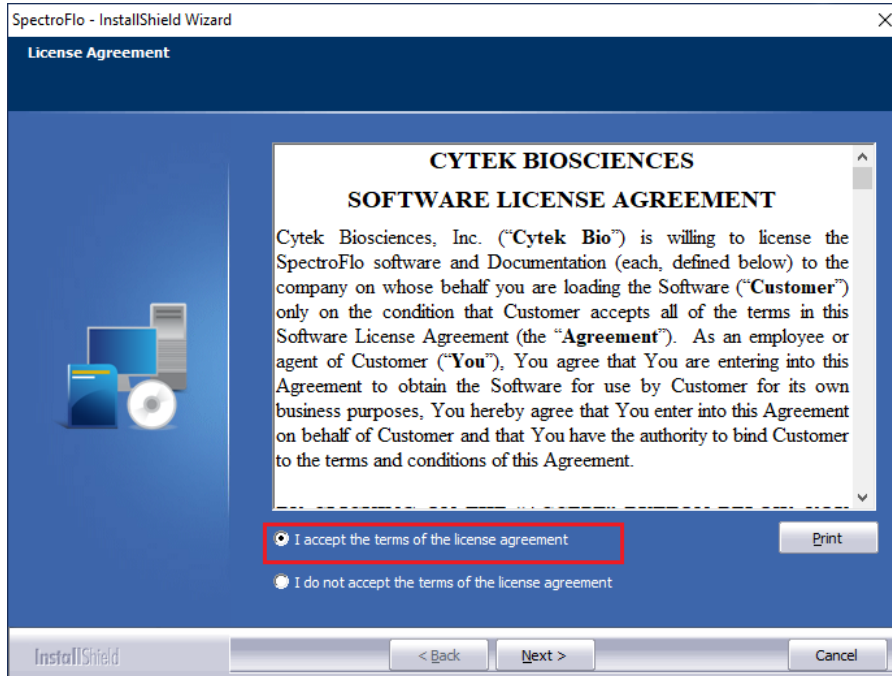 SpectroFlo - InstallShield Wizard
License Agreement
CYTEK BIOSCIENCES
SOFTWARE LICENSE AGREEMENT
Cytek Biosciences, Inc. (“Cytek Bio”) is willing to license the
SpectroFlo software and Documentation (each, defined below) to the
company on whose behalf you are loading the Software (“Customer”)
only on the condition that Customer accepts all of the terms in this
Software License Agreement (the “Agreement”). As an employee or
agent of Customer (“You”), You agree that You are entering into this
Agreement to obtain the Software for use by Customer for its own
business purposes, You hereby agree that You enter into this Agreement
on behalf of Customer and that You have the authority to bind Customer
to the terms and conditions of this Agreement.
I accept the terms of the license agreement
Print
I do not accept the terms of the license agreement
InstallShield
< Back
Next >
Cancel